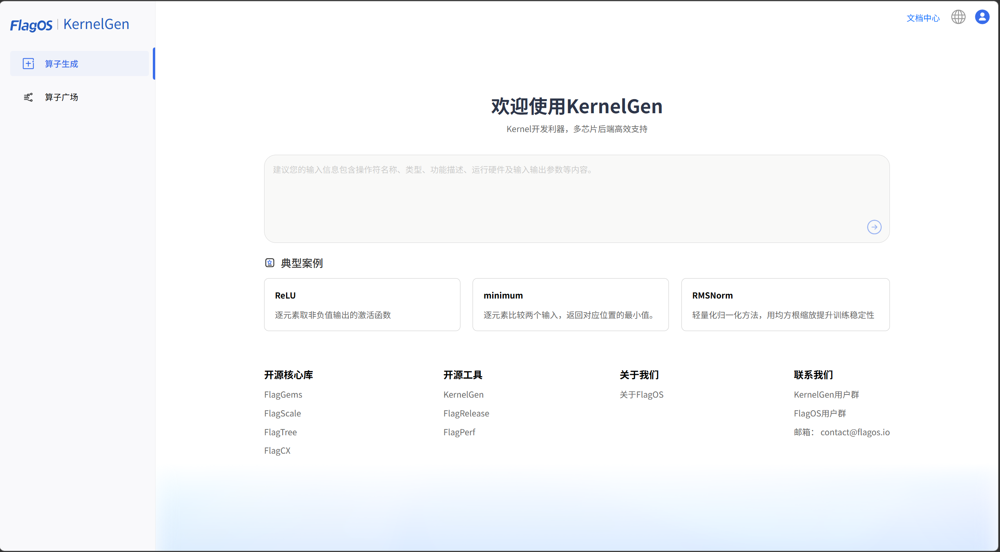 FlagOS | KernelGen
文档中心
算子生成
算子广场
欢迎使用KernelGen
Kernel开发利器，多芯片后端高效支持
建议您的输入信息包含操作符名称、类型、功能描述、运行硬件及输入输出参数等内容。
典型案例
ReLU
逐元素取非负值输出的激活函数
minimum
逐元素比较两个输入，返回对应位置的最小值。
RMSNorm
轻量化归一化方法，用均方根缩放提升训练稳定性
开源核心库
FlagGems
FlagScale
FlagTree
FlagCX
开源工具
KernelGen
FlagRelease
FlagPerf
关于我们
关于FlagOS
联系我们
KernelGen用户群
FlagOS用户群
邮箱： contact@flagos.io